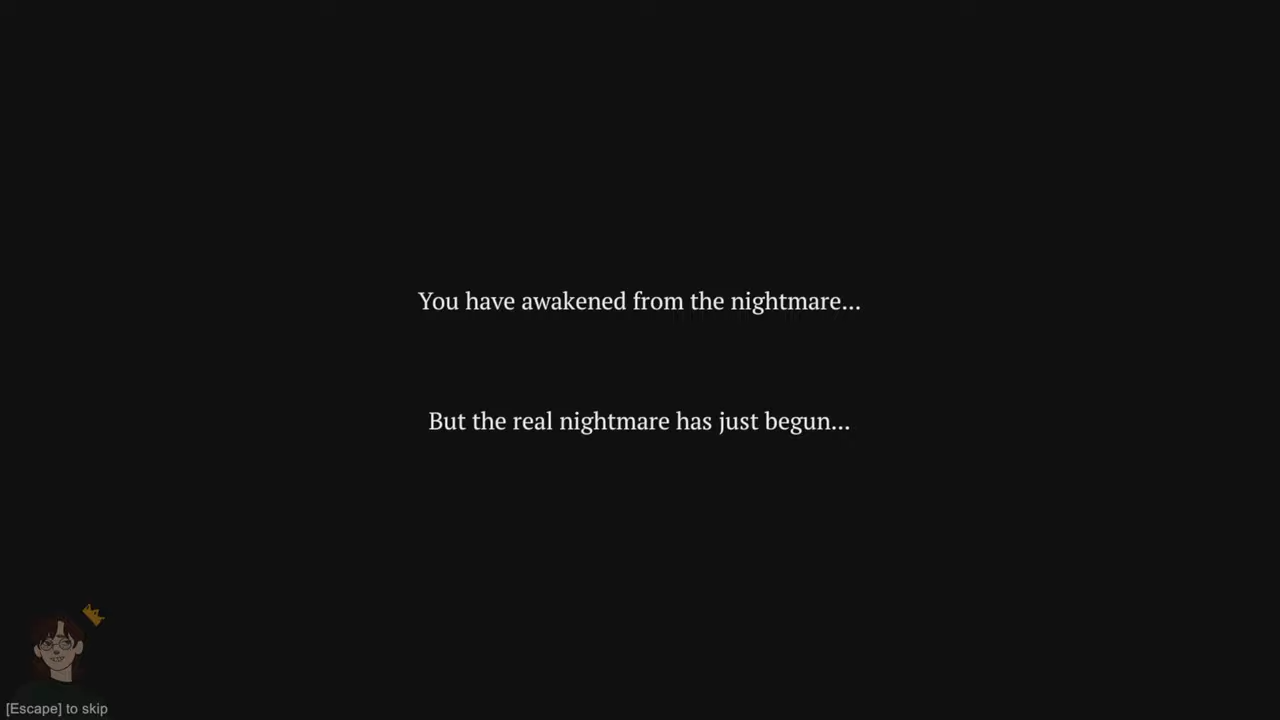 You have awakened from the nightmare...
But the real nightmare has just begun...
[Escape] to skip